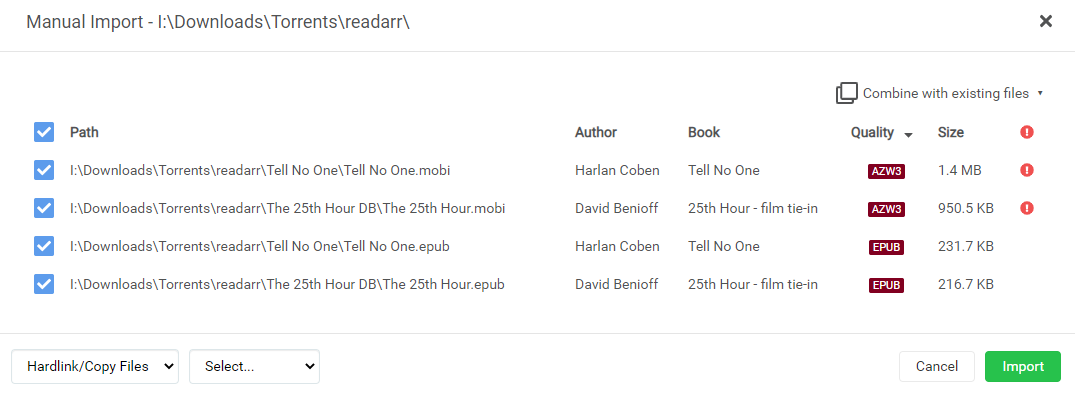 Manual Import - I:\Downloads\Torrents\readarr\
Combine with existing files
Path Author Book Quality Size
I:\Downloads\Torrents\readarr\Tell No One\Tell No One.mobi Harlan Coben Tell No One AZW3 1.4 MB
I:\Downloads\Torrents\readarr\The 25th Hour DB\The 25th Hour.mobi David Benioff 25th Hour - film tie-in AZW3 950.5 KB
I:\Downloads\Torrents\readarr\Tell No One\Tell No One.epub Harlan Coben Tell No One EPUB 231.7 KB
I:\Downloads\Torrents\readarr\The 25th Hour DB\The 25th Hour.epub David Benioff 25th Hour - film tie-in EPUB 216.7 KB
Hardlink/Copy Files Select... Cancel Import